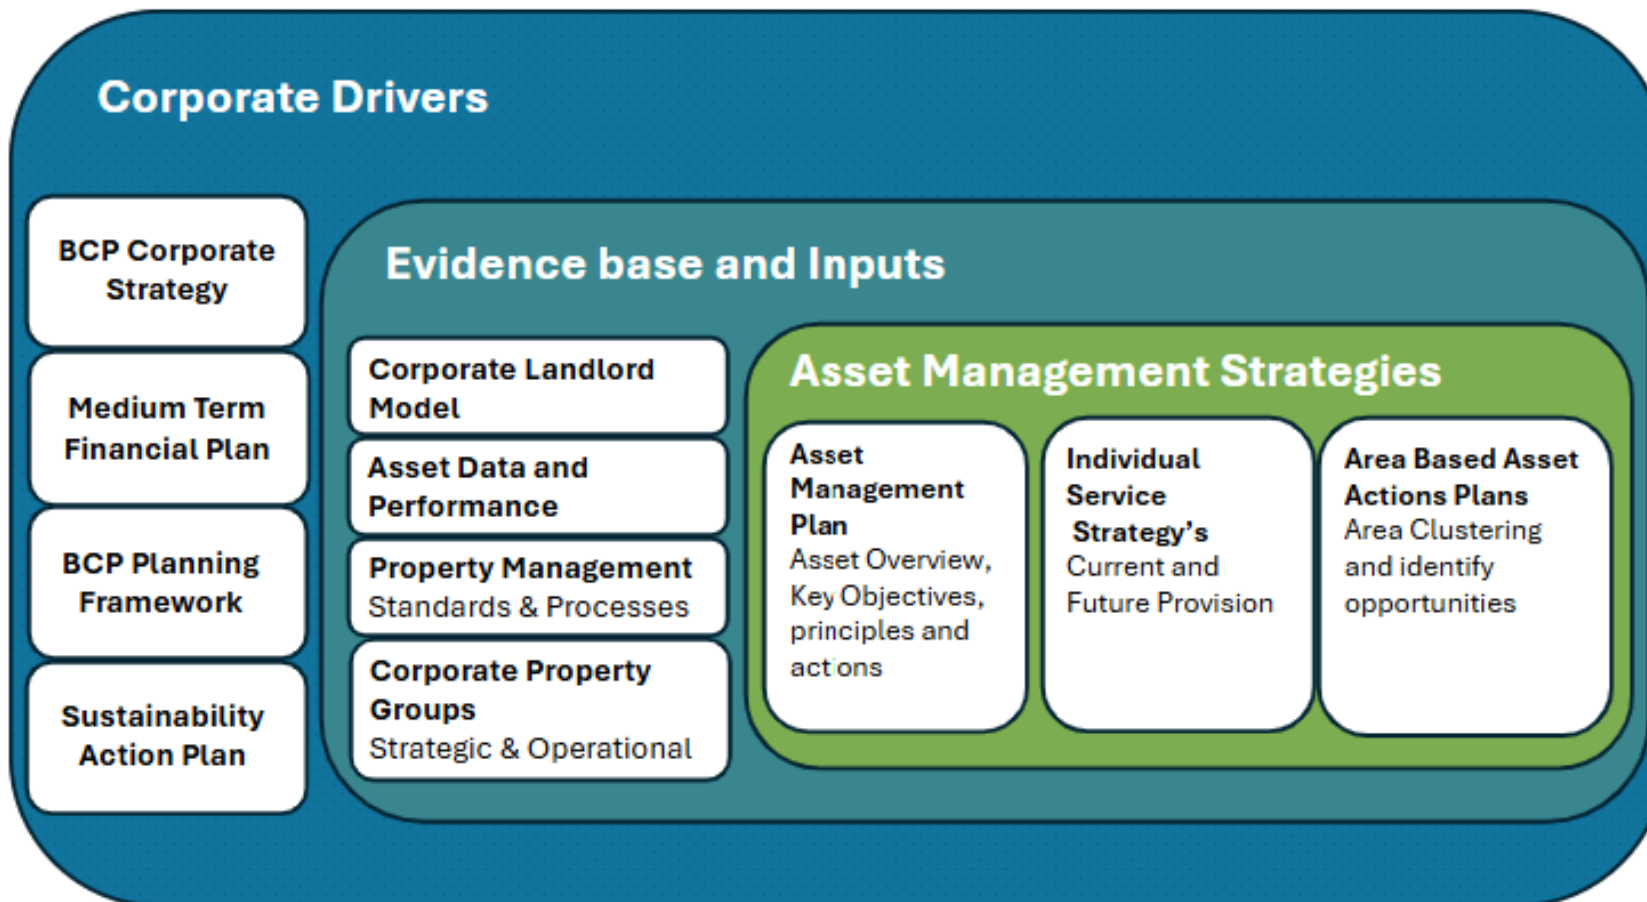 Corporate Drivers
BCP Corporate
Strategy
Medium Term
Financial Plan
BCP Planning
Framework
Sustainability
Action Plan
Evidence base and Inputs
Corporate Landlord
Model
Asset Data and
Performance
Property Management
Standards & Processes
Corporate Property
Groups
Strategic & Operational
Asset Management Strategies
Asset
Management
Plan
Asset Overview,
Key Objectives,
principles and
actions
Individual
Service
Strategy's
Current and
Future Provision
Area Based Asset
Actions Plans
Area Clustering
and identify
opportunities